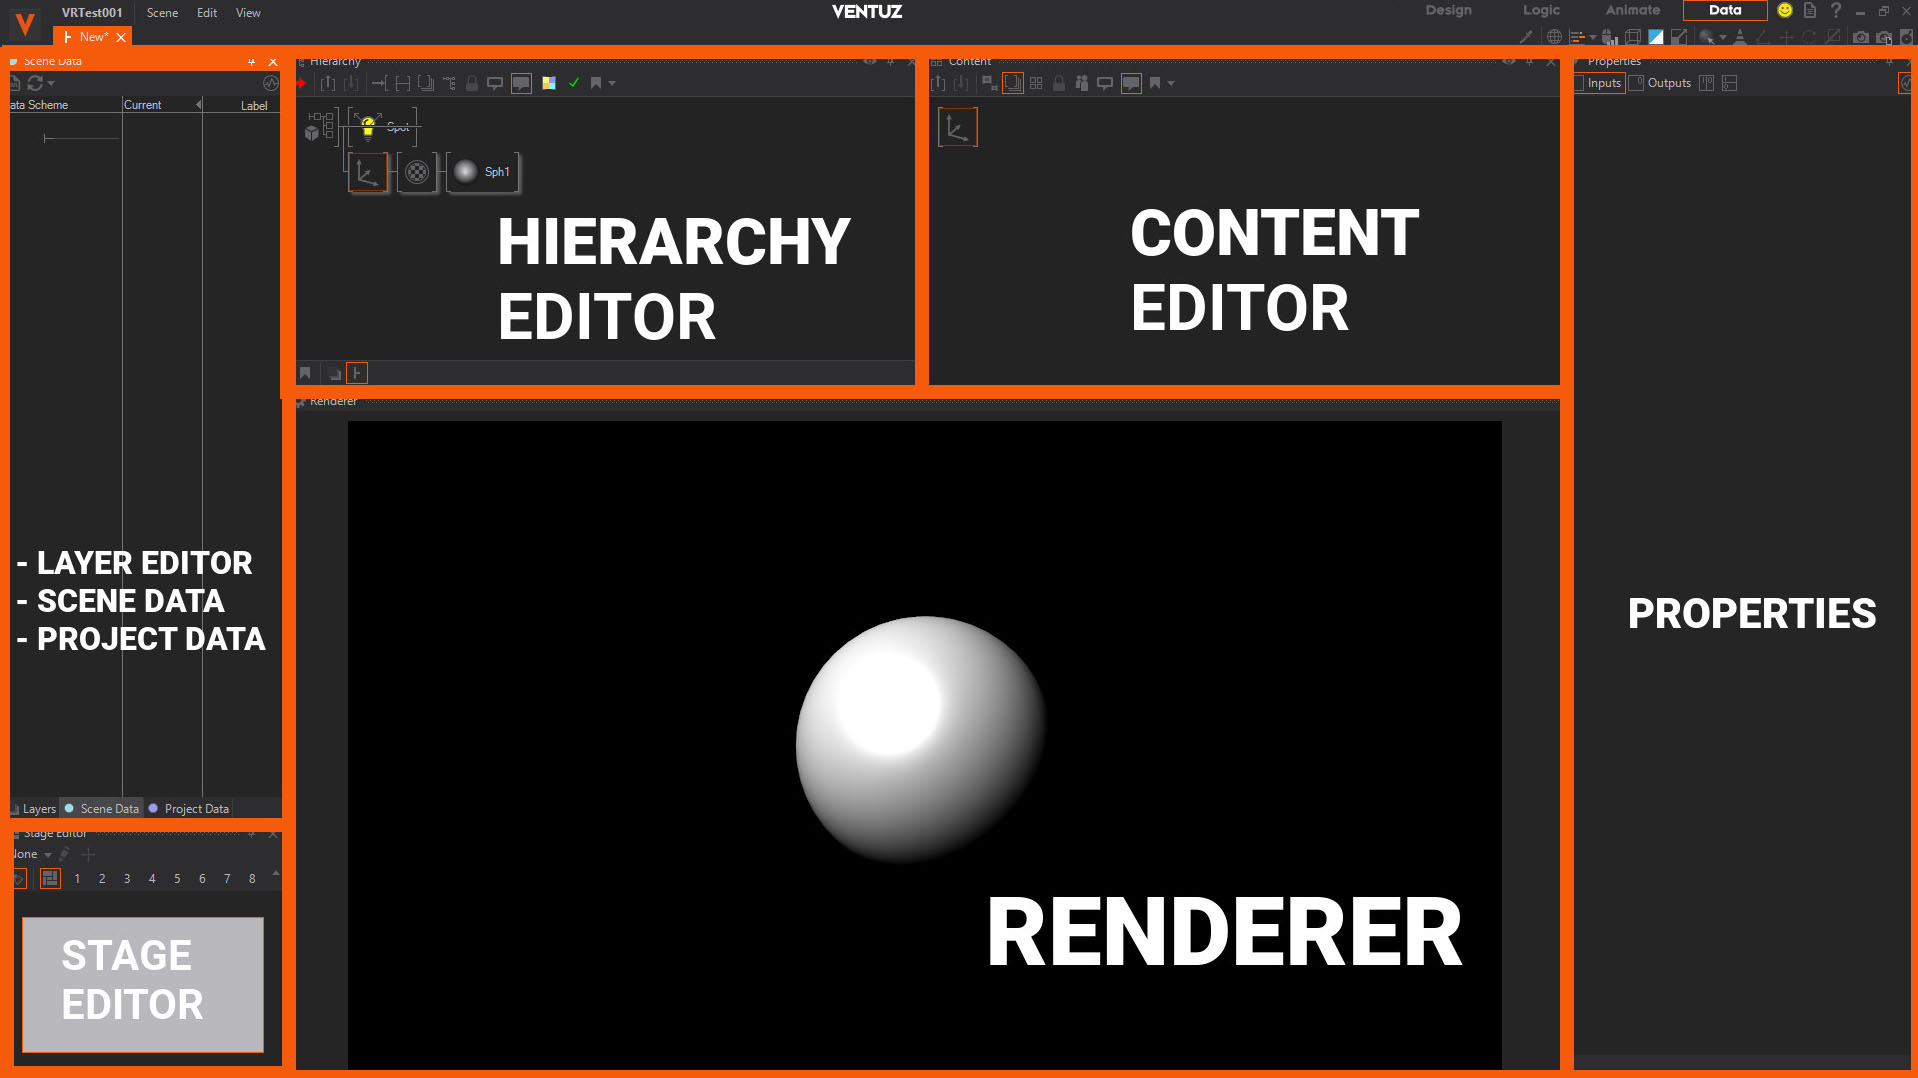 VRTest001 Scene Edit View
VENTUZ
Design Logic Animate Data
New*
Scene Data
ata Scheme Current Label
- LAYER EDITOR
- SCENE DATA
- PROJECT DATA
Layers Scene Data Project Data
Stage Editor
None
1 2 3 4 5 6 7 8
STAGE
EDITOR
Hierarchy
Spot
Sph1
HIERARCHY
EDITOR
Content
CONTENT
EDITOR
Renderer
RENDERER
Properties
Inputs Outputs
PROPERTIES